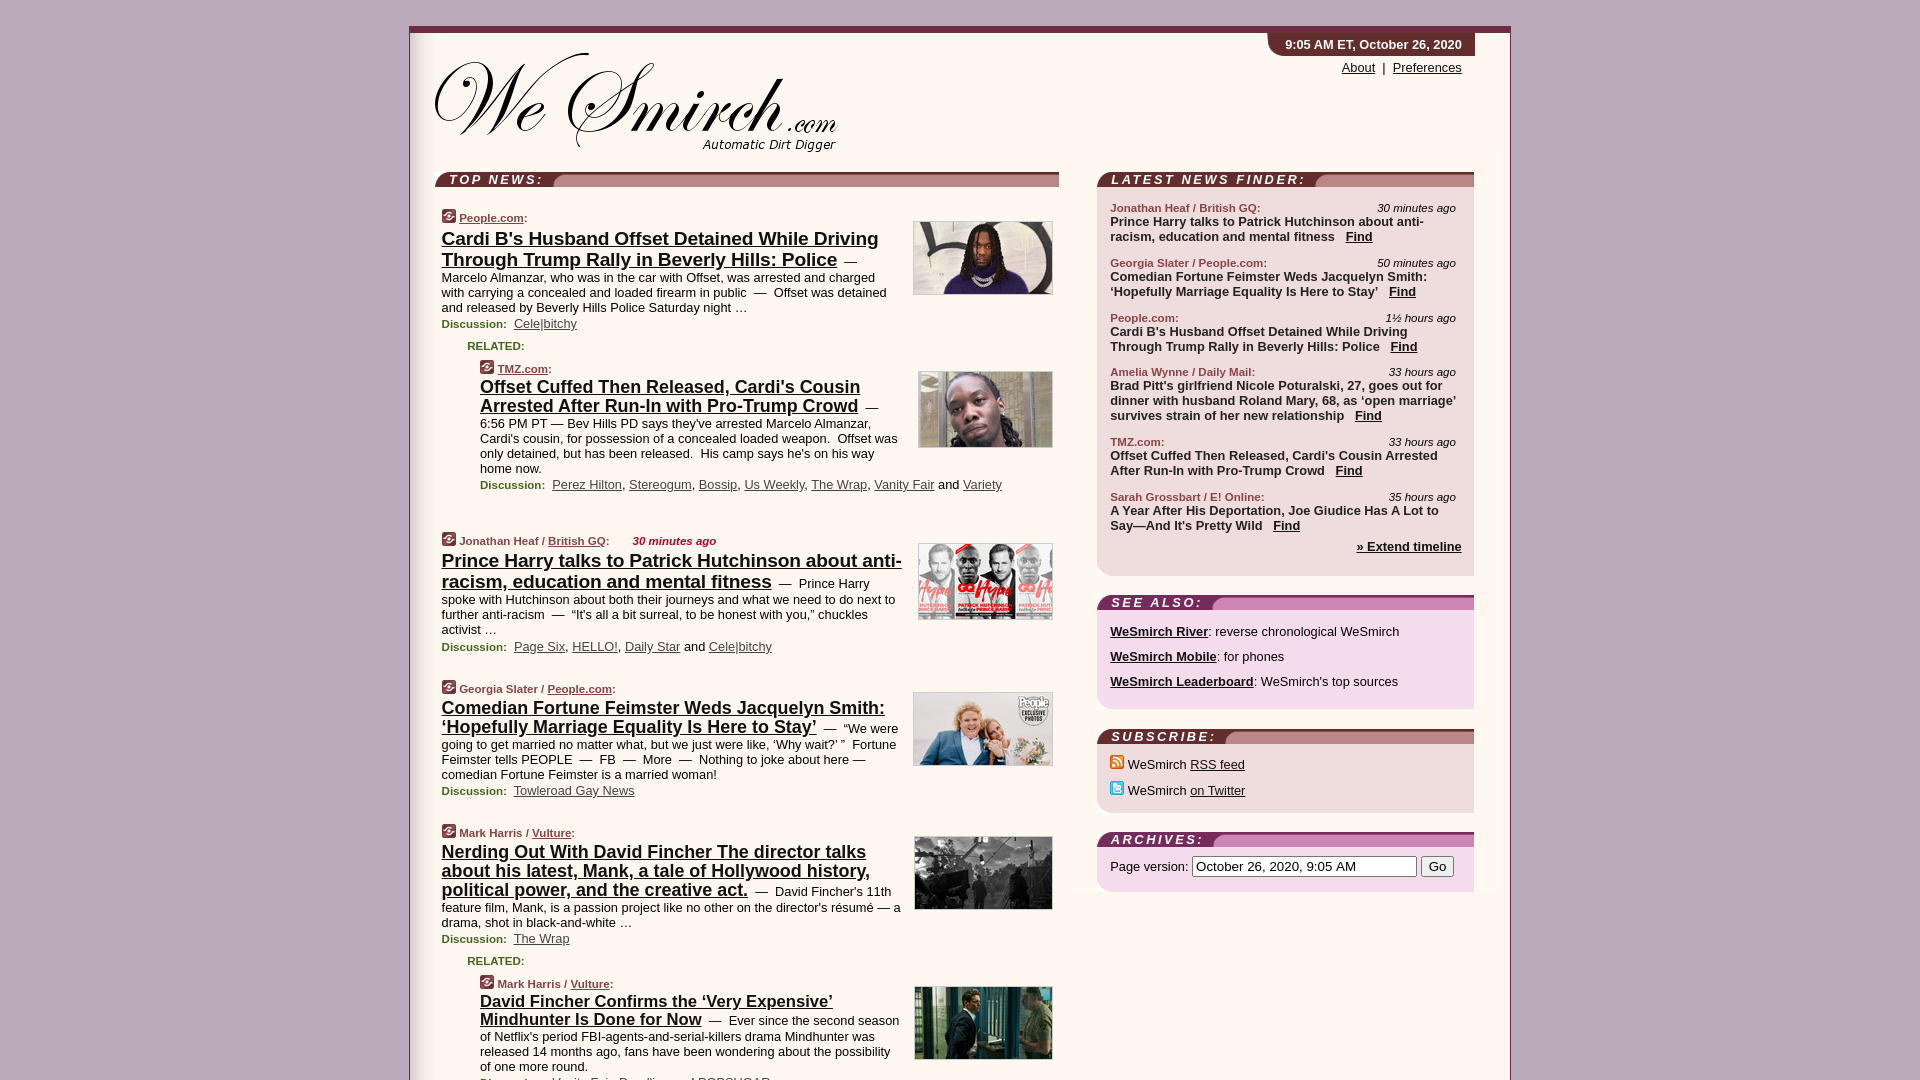 9:05 AM ET, October 26, 2020
About | Preferences
We Smirch .com
Automatic Dirt Digger
TOP NEWS:
People.com:
Cardi B's Husband Offset Detained While Driving
Through Trump Rally in Beverly Hills: Police —
Marcelo Almanzar, who was in the car with Offset, was arrested and charged
with carrying a concealed and loaded firearm in public — Offset was detained
and released by Beverly Hills Police Saturday night …
Discussion: Cele|bitchy
RELATED:
TMZ.com:
Offset Cuffed Then Released, Cardi's Cousin
Arrested After Run-In with Pro-Trump Crowd —
6:56 PM PT — Bev Hills PD says they've arrested Marcelo Almanzar,
Cardi's cousin, for possession of a concealed loaded weapon. Offset was
only detained, but has been released. His camp says he's on his way
home now.
Discussion: Perez Hilton, Stereogum, Bossip, Us Weekly, The Wrap, Vanity Fair and Variety
Jonathan Heaf / British GQ: 30 minutes ago
Prince Harry talks to Patrick Hutchinson about anti-
racism, education and mental fitness — Prince Harry
spoke with Hutchinson about both their journeys and what we need to do next to
further anti-racism — “It's all a bit surreal, to be honest with you,” chuckles
activist …
Discussion: Page Six, HELLO!, Daily Star and Cele|bitchy
GQ Hype
PATRICK HUTCHINSON
Georgia Slater / People.com:
Comedian Fortune Feimster Weds Jacquelyn Smith:
‘Hopefully Marriage Equality Is Here to Stay’ — “We were
going to get married no matter what, but we just were like, ‘Why wait?’ ” Fortune
Feimster tells PEOPLE — FB — More — Nothing to joke about here —
comedian Fortune Feimster is a married woman!
Discussion: Towleroad Gay News
People
EXCLUSIVE
PHOTOS
Mark Harris / Vulture:
Nerding Out With David Fincher The director talks
about his latest, Mank, a tale of Hollywood history,
political power, and the creative act. — David Fincher's 11th
feature film, Mank, is a passion project like no other on the director's résumé — a
drama, shot in black-and-white …
Discussion: The Wrap
RELATED:
Mark Harris / Vulture:
David Fincher Confirms the ‘Very Expensive’
Mindhunter Is Done for Now — Ever since the second season
of Netflix's period FBI-agents-and-serial-killers drama Mindhunter was
released 14 months ago, fans have been wondering about the possibility
of one more round.
LATEST NEWS FINDER:
Jonathan Heaf / British GQ: 30 minutes ago
Prince Harry talks to Patrick Hutchinson about anti-
racism, education and mental fitness Find
Georgia Slater / People.com: 50 minutes ago
Comedian Fortune Feimster Weds Jacquelyn Smith:
‘Hopefully Marriage Equality Is Here to Stay’ Find
People.com: 1½ hours ago
Cardi B's Husband Offset Detained While Driving
Through Trump Rally in Beverly Hills: Police Find
Amelia Wynne / Daily Mail: 33 hours ago
Brad Pitt's girlfriend Nicole Poturalski, 27, goes out for
dinner with husband Roland Mary, 68, as ‘open marriage’
survives strain of her new relationship Find
TMZ.com: 33 hours ago
Offset Cuffed Then Released, Cardi's Cousin Arrested
After Run-In with Pro-Trump Crowd Find
Sarah Grossbart / E! Online: 35 hours ago
A Year After His Deportation, Joe Giudice Has A Lot to
Say—And It's Pretty Wild Find
» Extend timeline
SEE ALSO:
WeSmirch River: reverse chronological WeSmirch
WeSmirch Mobile: for phones
WeSmirch Leaderboard: WeSmirch's top sources
SUBSCRIBE:
WeSmirch RSS feed
WeSmirch on Twitter
ARCHIVES:
Page version: October 26, 2020, 9:05 AM Go